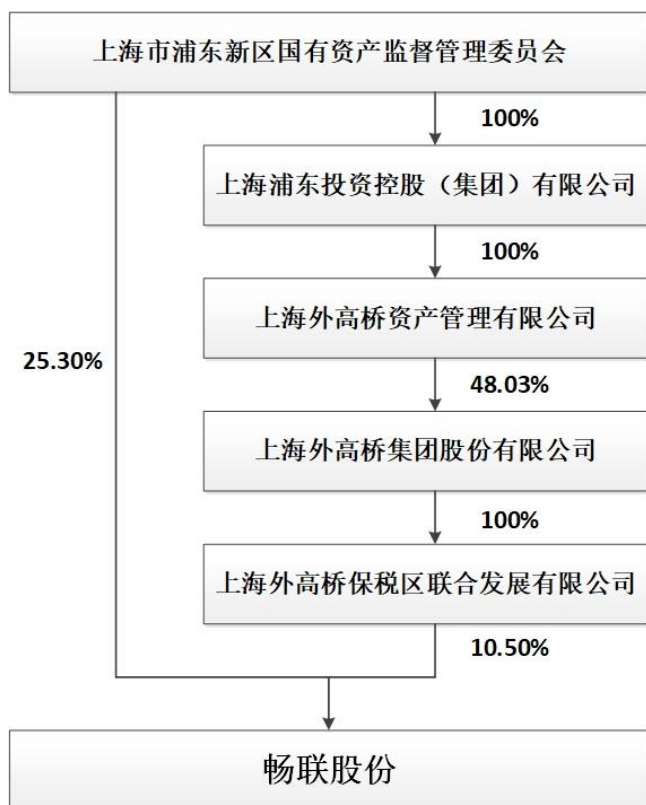 上海市浦东新区国有资产监督管理委员会
100%
上海浦东投资控股（集团）有限公司
100%
上海外高桥资产管理有限公司
25.30%
48.03%
上海外高桥集团股份有限公司
100%
上海外高桥保税区联合发展有限公司
10.50%
畅联股份